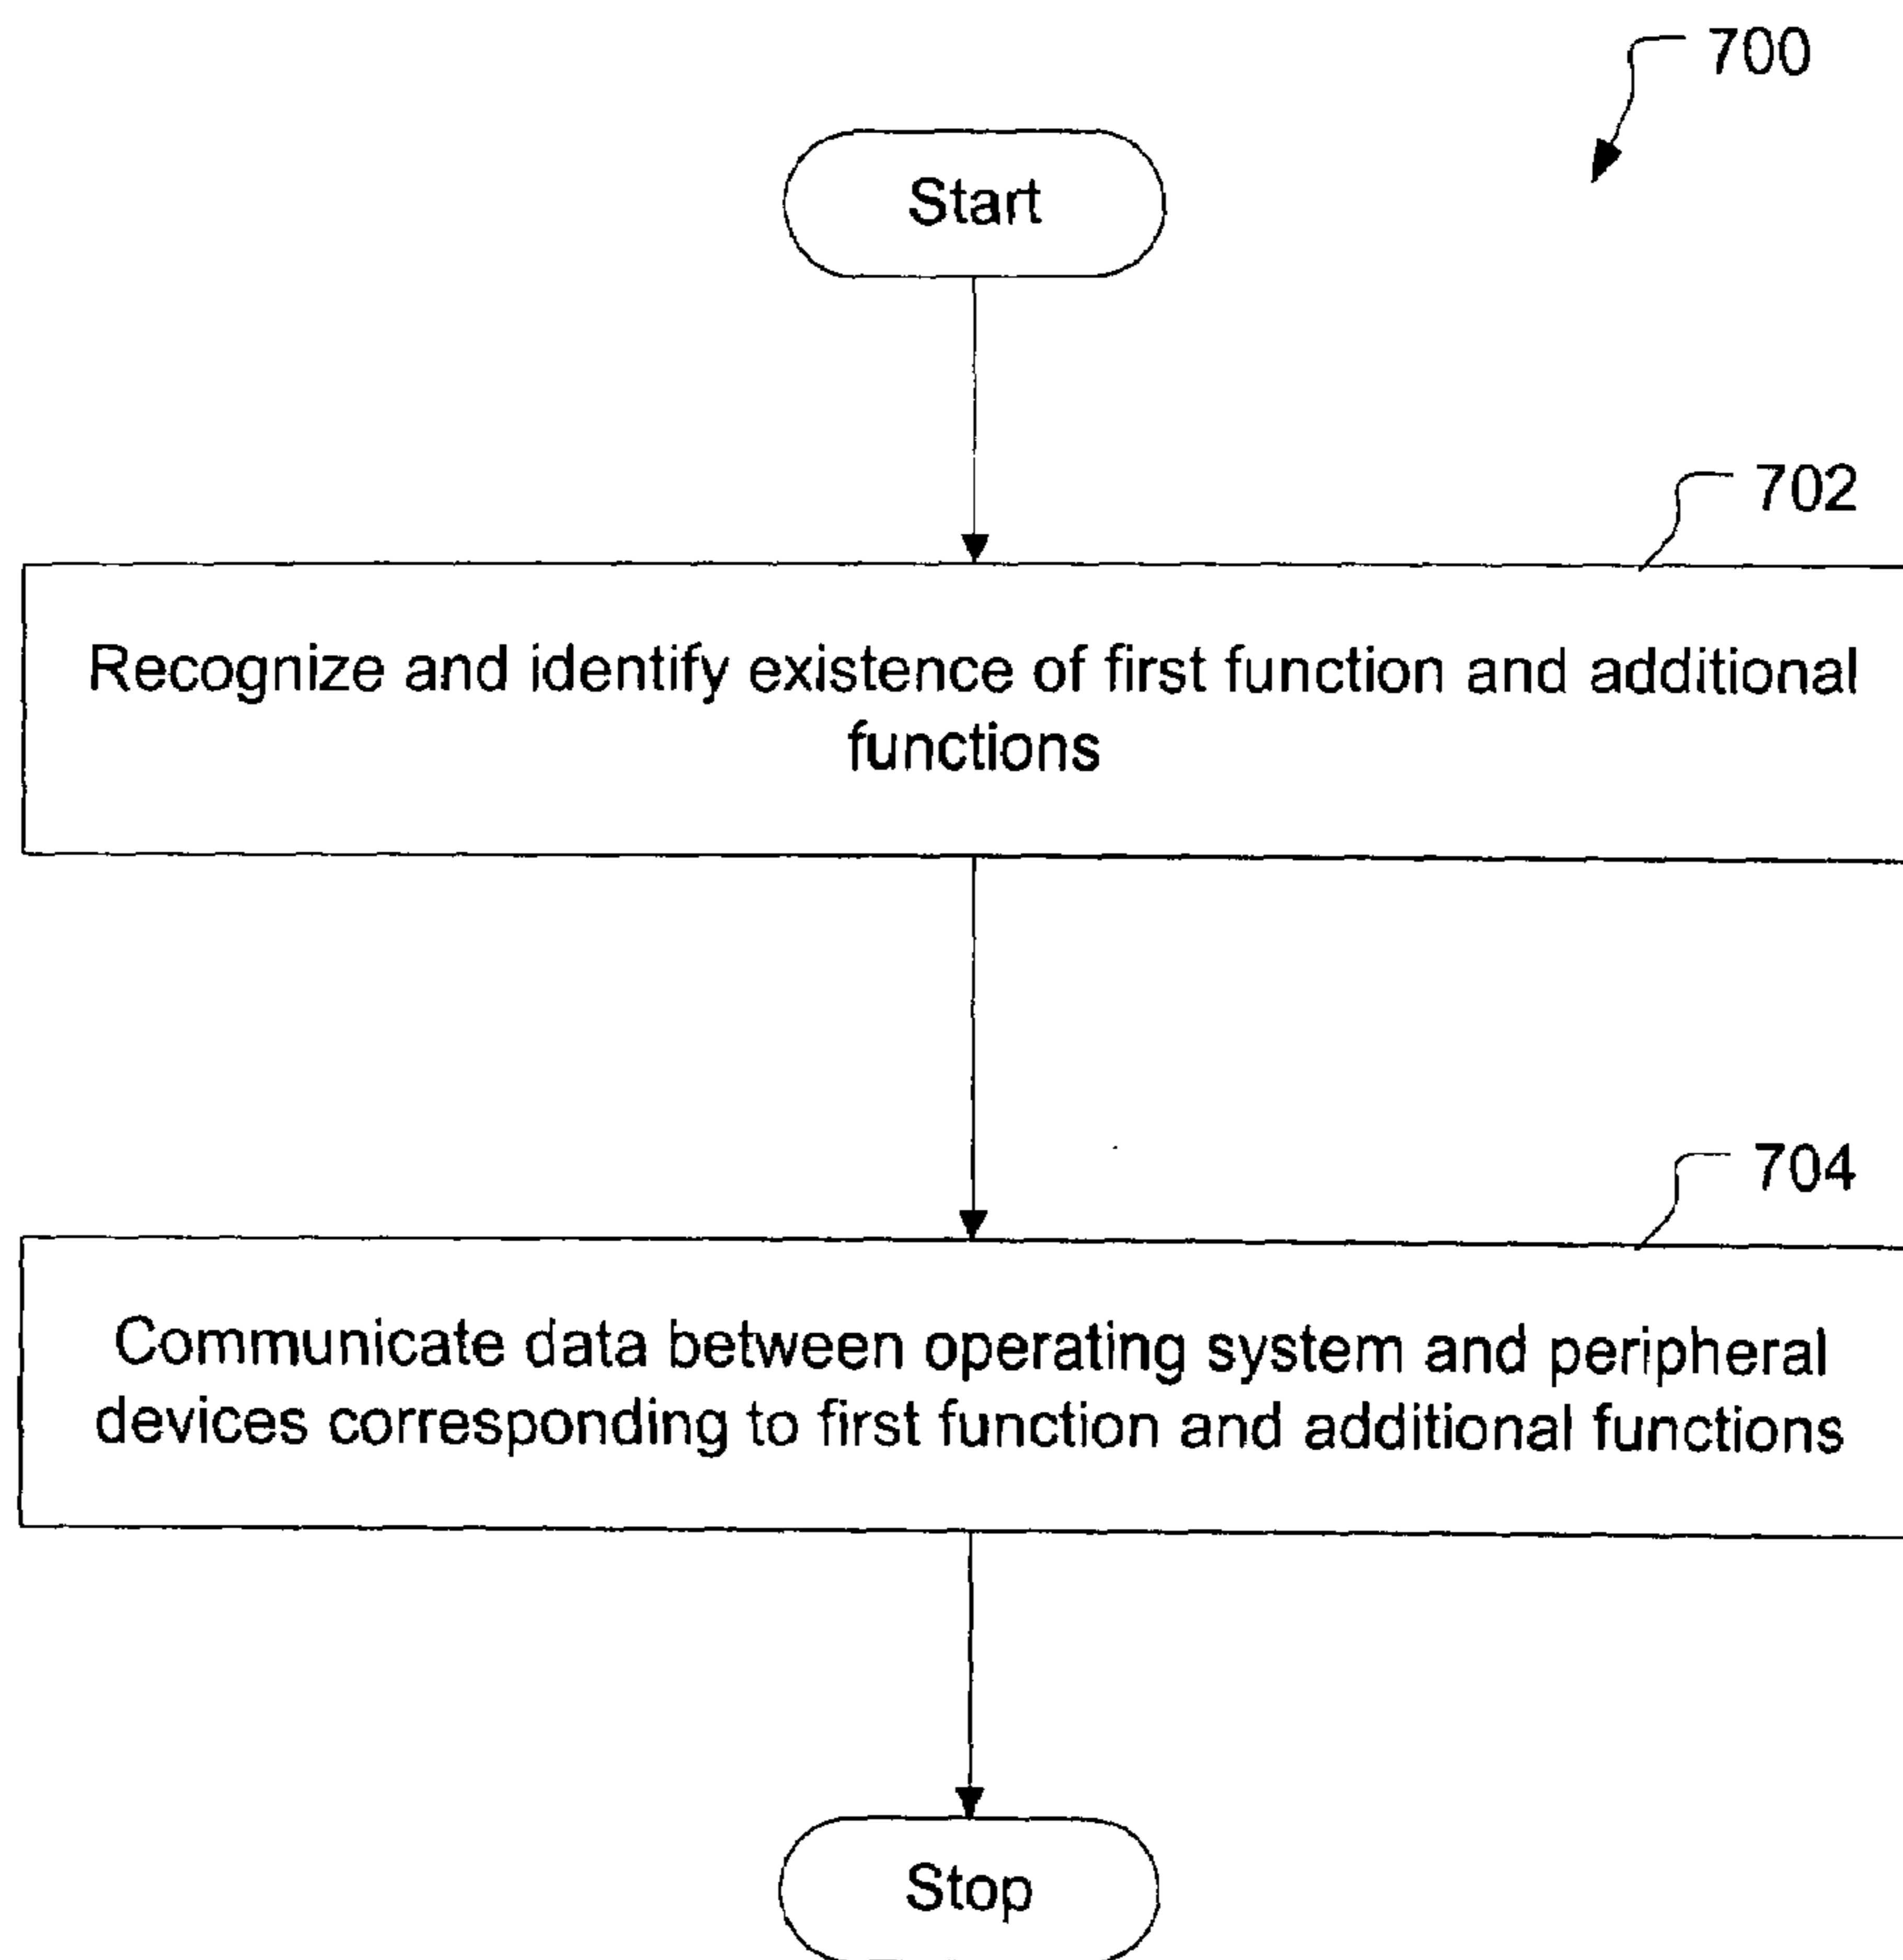 700
Start
702
Recognize and identify existence of first function and additional
functions
704
Communicate data between operating system and peripheral
devices corresponding to first function and additional functions
Stop